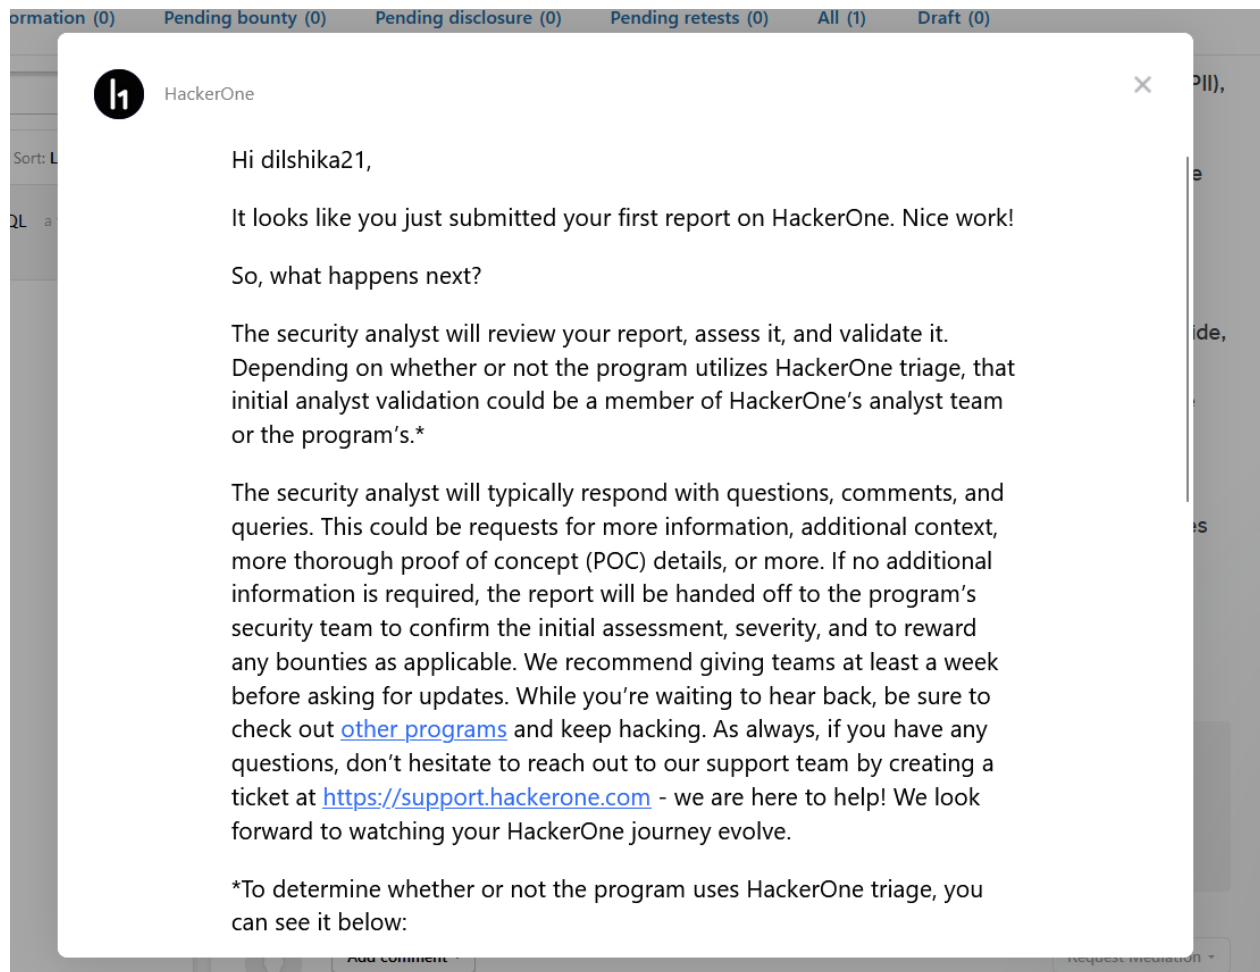 ormation (0) Pending bounty (0) Pending disclosure (0) Pending retests (0) All (1) Draft (0)
HackerOne
PII),
Sort: L
QL a
Hi dilshika21,
It looks like you just submitted your first report on HackerOne. Nice work!
So, what happens next?
The security analyst will review your report, assess it, and validate it.
Depending on whether or not the program utilizes HackerOne triage, that
initial analyst validation could be a member of HackerOne’s analyst team
or the program’s.*
The security analyst will typically respond with questions, comments, and
queries. This could be requests for more information, additional context,
more thorough proof of concept (POC) details, or more. If no additional
information is required, the report will be handed off to the program’s
security team to confirm the initial assessment, severity, and to reward
any bounties as applicable. We recommend giving teams at least a week
before asking for updates. While you’re waiting to hear back, be sure to
check out other programs and keep hacking. As always, if you have any
questions, don’t hesitate to reach out to our support team by creating a
ticket at https://support.hackerone.com - we are here to help! We look
forward to watching your HackerOne journey evolve.
*To determine whether or not the program uses HackerOne triage, you
can see it below:
ide,
es
Add comment
Request Mediation